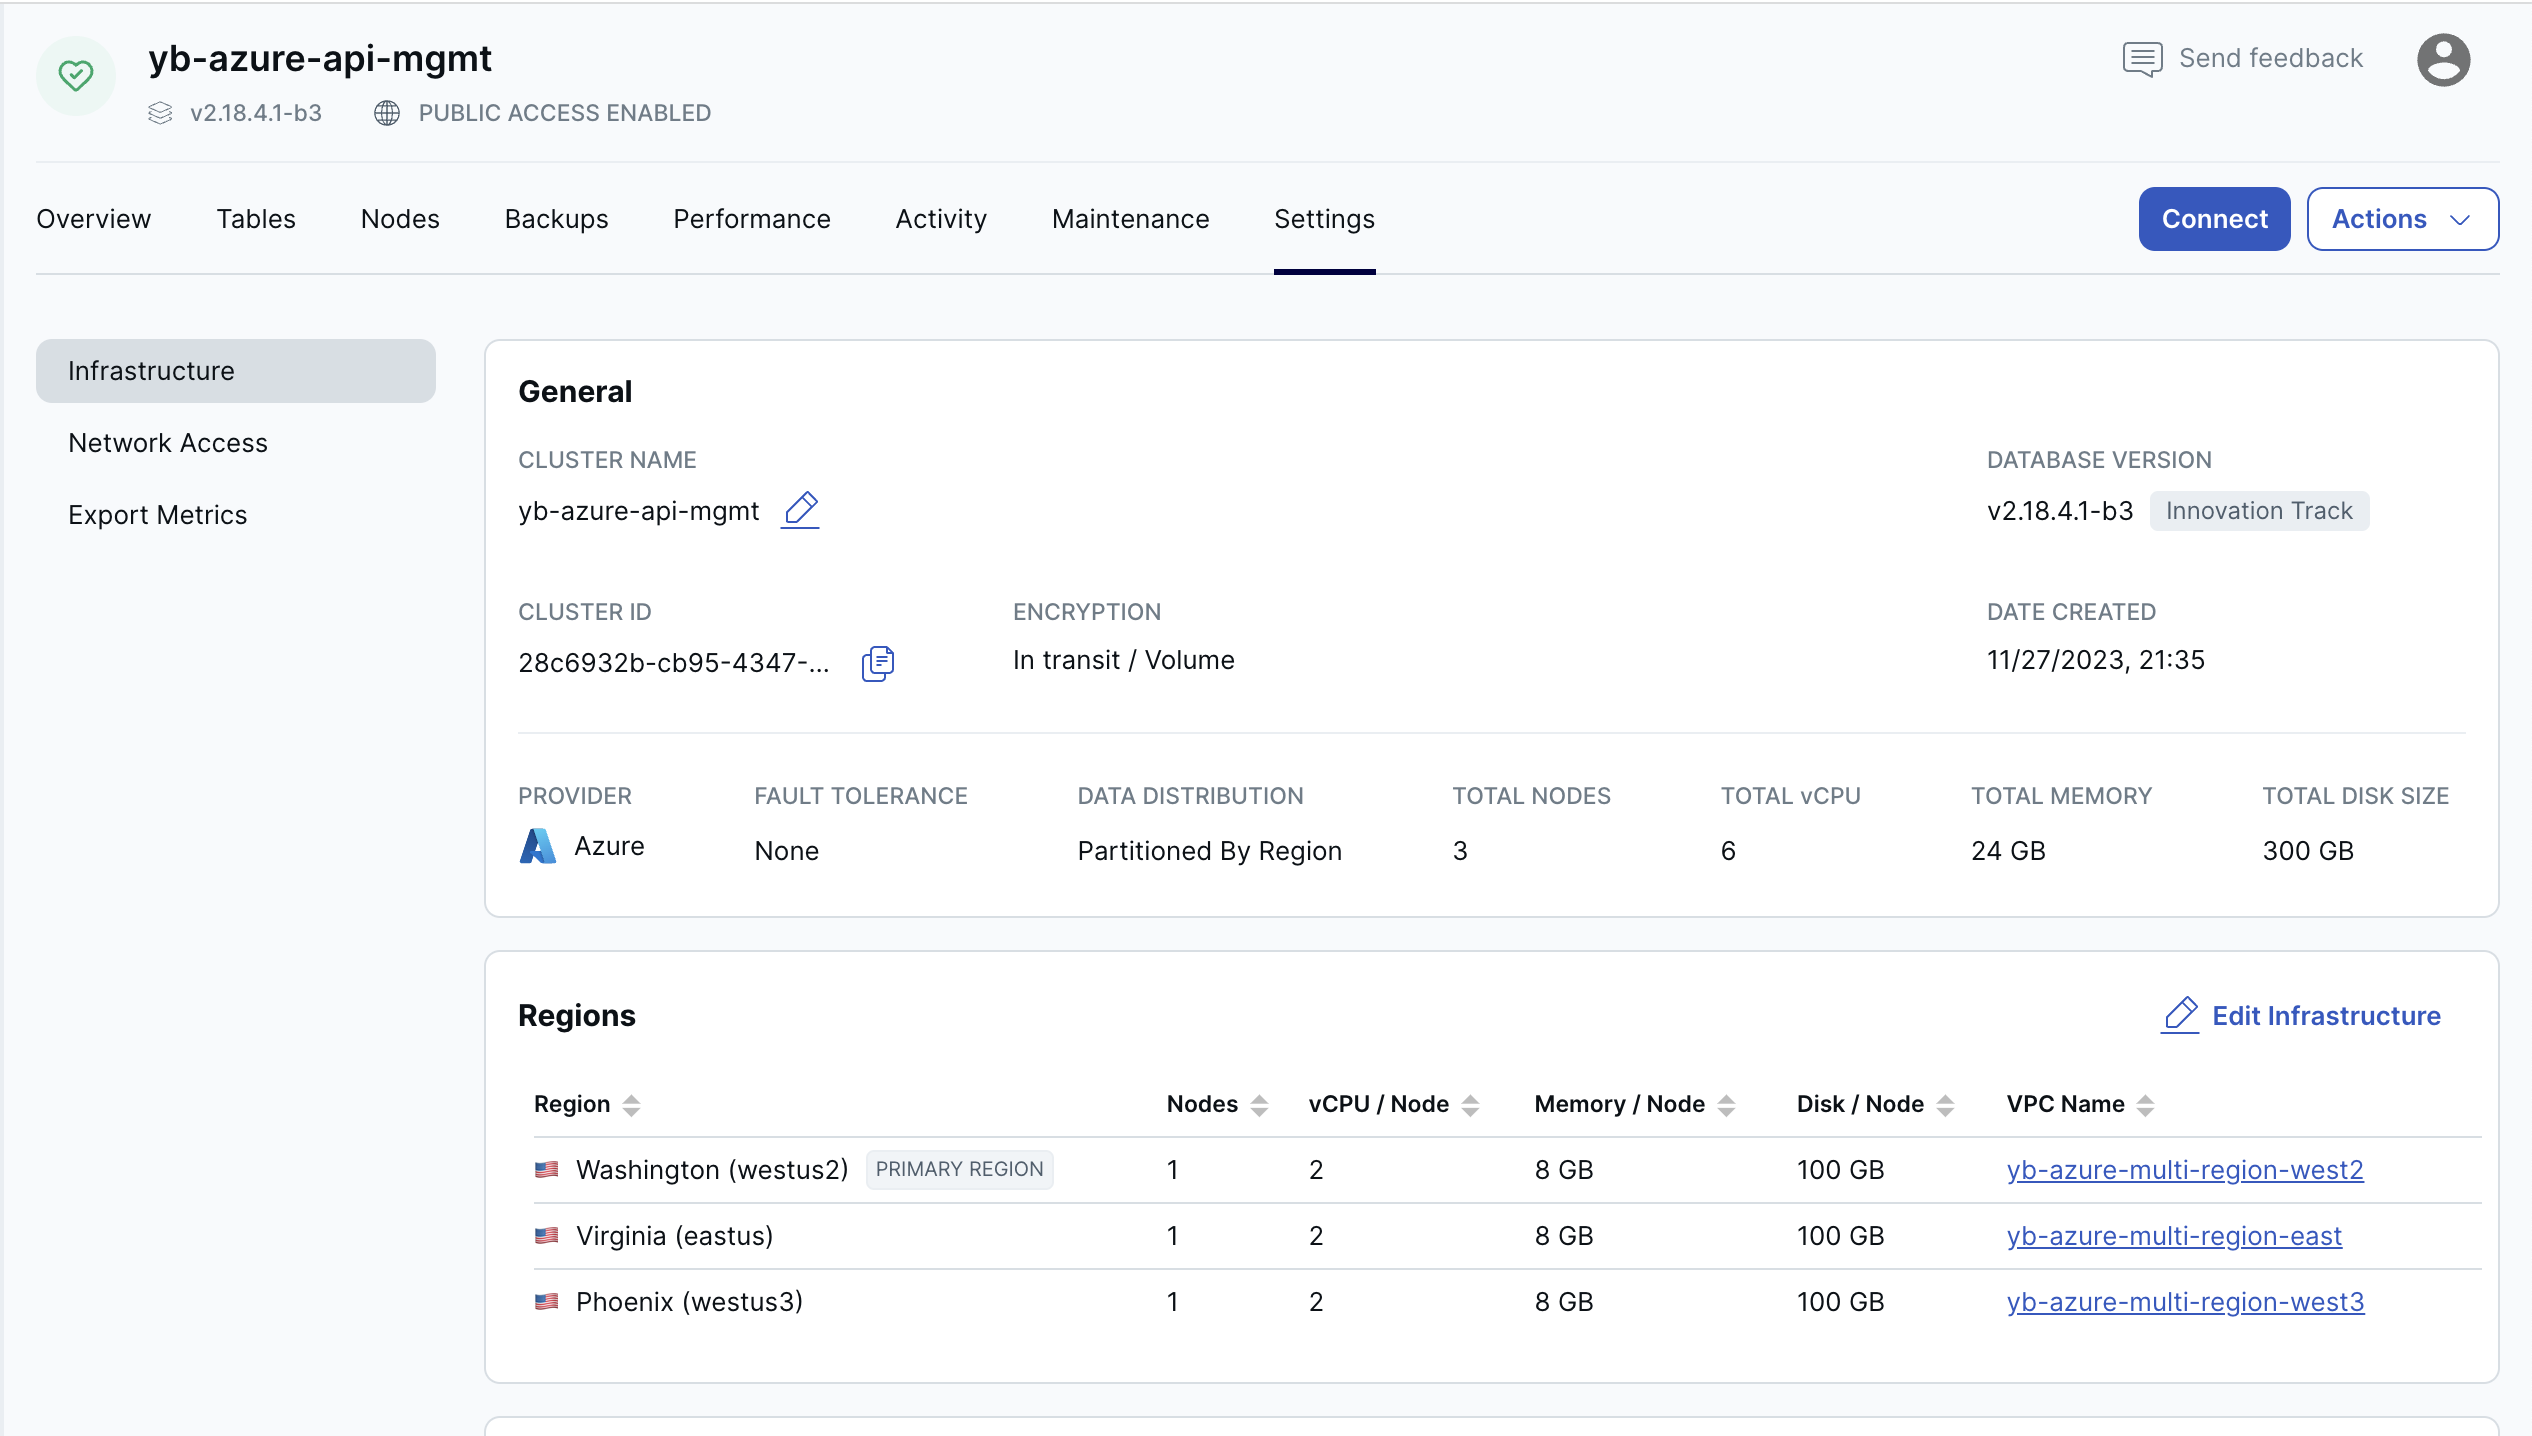 yb-azure-api-mgmt
Send feedback
v2.18.4.1-b3 PUBLIC ACCESS ENABLED
Overview Tables Nodes Backups Performance Activity Maintenance Settings Connect Actions
Infrastructure
Network Access
Export Metrics
General
CLUSTER NAME DATABASE VERSION
yb-azure-api-mgmt v2.18.4.1-b3 Innovation Track
CLUSTER ID ENCRYPTION DATE CREATED
28c6932b-cb95-4347-... In transit / Volume 11/27/2023, 21:35
PROVIDER FAULT TOLERANCE DATA DISTRIBUTION TOTAL NODES TOTAL vCPU TOTAL MEMORY TOTAL DISK SIZE
Azure None Partitioned By Region 3 6 24 GB 300 GB
Regions Edit Infrastructure
Region Nodes vCPU / Node Memory / Node Disk / Node VPC Name
Washington (westus2) PRIMARY REGION 1 2 8 GB 100 GB yb-azure-multi-region-west2
Virginia (eastus) 1 2 8 GB 100 GB yb-azure-multi-region-east
Phoenix (westus3) 1 2 8 GB 100 GB yb-azure-multi-region-west3